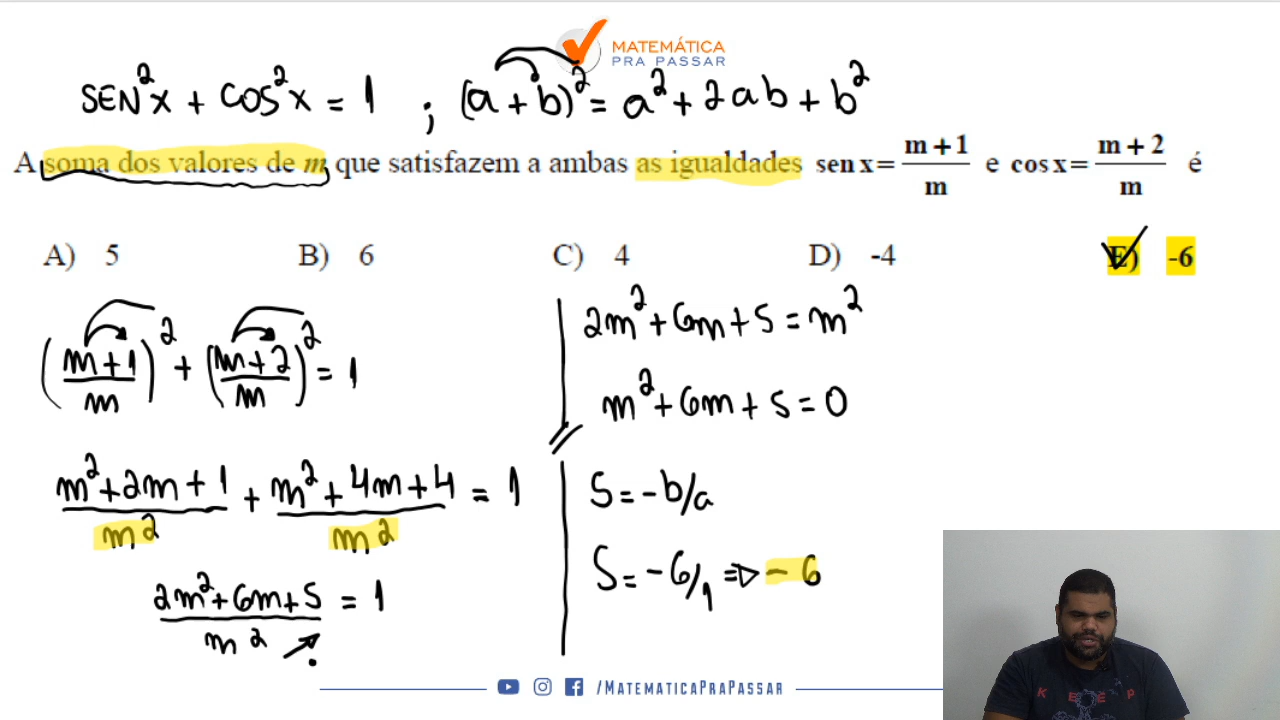 MATEMÁTICA
PRA PASSAR
SEN²x + COS²x = 1 ; (a + b)² = a² + 2ab + b²
A soma dos valores de m que satisfazem a ambas as igualdades sen x = m+1/m e cos x = m+2/m é
A) 5 B) 6 C) 4 D) -4 E) -6
(m+1/m)² + (m+2/m)² = 1
m²+2m+1/m² + m²+4m+4/m² = 1
2m²+6m+5/m² = 1
2m²+6m+5 = m²
m²+6m+5=0
S=-b/a
S=-6/1 ⇒ -6
K E E P
/MATEMATICAPRAPASSAR